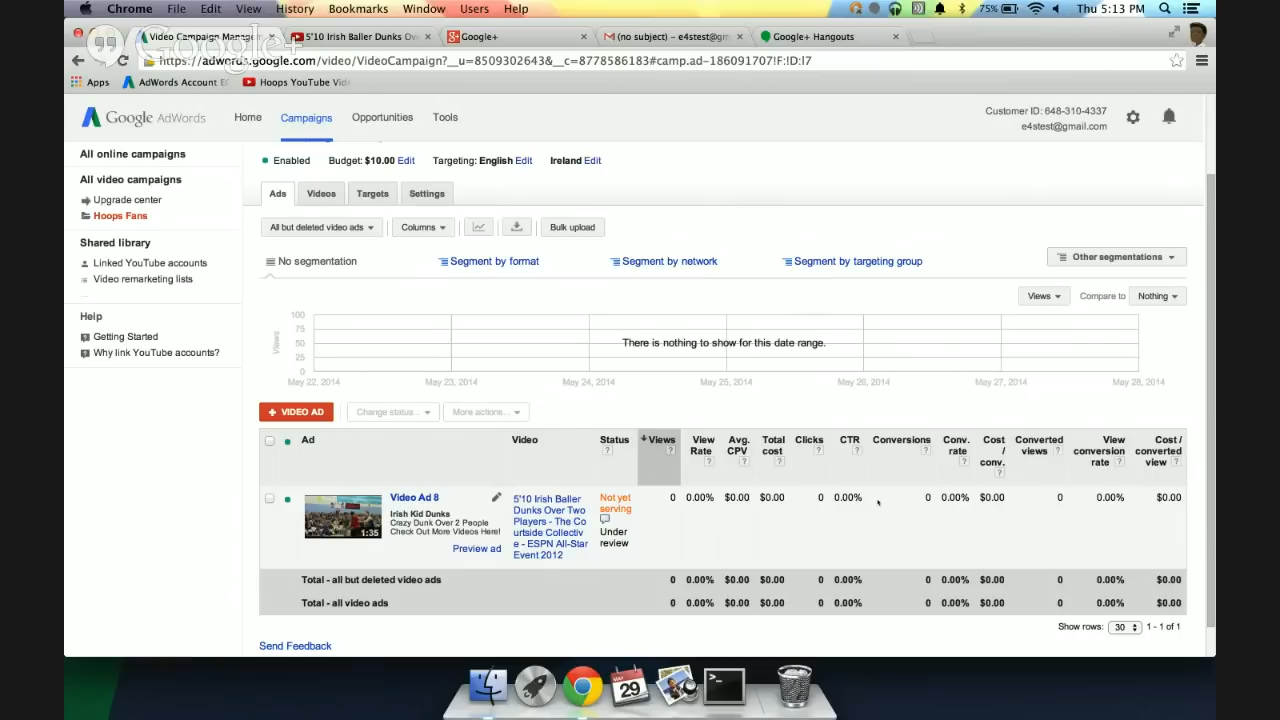 Chrome File Edit View History Bookmarks Window Users Help 75% Thu 5:13 PM
Video Campaign Manage 5'10 Irish Baller Dunks Ov Google+ (no subject) - e4stest@gm Google+ Hangouts
Google+
https://adwords.google.com/video/VideoCampaign?__u=8509302643&__c=8778586183#camp.ad-186091707!F:!D:l7
Apps AdWords Account Hoops YouTube Vid
Google AdWords Home Campaigns Opportunities Tools Customer ID: 648-310-4337
e4stest@gmail.com
All online campaigns
All video campaigns
Upgrade center
Hoops Fans
Shared library
Linked YouTube accounts
Video remarketing lists
Help
Getting Started
Why link YouTube accounts?
Enabled Budget: $10.00 Edit Targeting: English Edit Ireland Edit
Ads Videos Targets Settings
All but deleted video ads Columns Bulk upload
No segmentation Segment by format Segment by network Segment by targeting group Other segmentations
Views Compare to Nothing
Views
100
75
50
25
0
There is nothing to show for this date range.
May 22, 2014 May 23, 2014 May 24, 2014 May 25, 2014 May 26, 2014 May 27, 2014 May 28, 2014
+ VIDEO AD Change status... More actions...
Ad Video Status ? Views ? View Rate ? Avg. CPV ? Total cost ? Clicks ? CTR ? Conversions ? Conv. rate ? Cost / conv. ? Converted views ? View conversion rate ? Cost / converted view ?
1:35
Video Ad 8
Irish Kid Dunks
Crazy Dunk Over 2 People
Check Out More Videos Here!
Preview ad
5'10 Irish Baller
Dunks Over Two
Players - The Co
urtside Collectiv
e - ESPN All-Star
Event 2012
Not yet
serving
Under
review
0 0.00% $0.00 $0.00 0 0.00% 0 0.00% $0.00 0 0.00% $0.00
Total - all but deleted video ads 0 0.00% $0.00 $0.00 0 0.00% 0 0.00% $0.00 0 0.00% $0.00
Total - all video ads 0 0.00% $0.00 $0.00 0 0.00% 0 0.00% $0.00 0 0.00% $0.00
Show rows: 30 1 - 1 of 1
Send Feedback
29